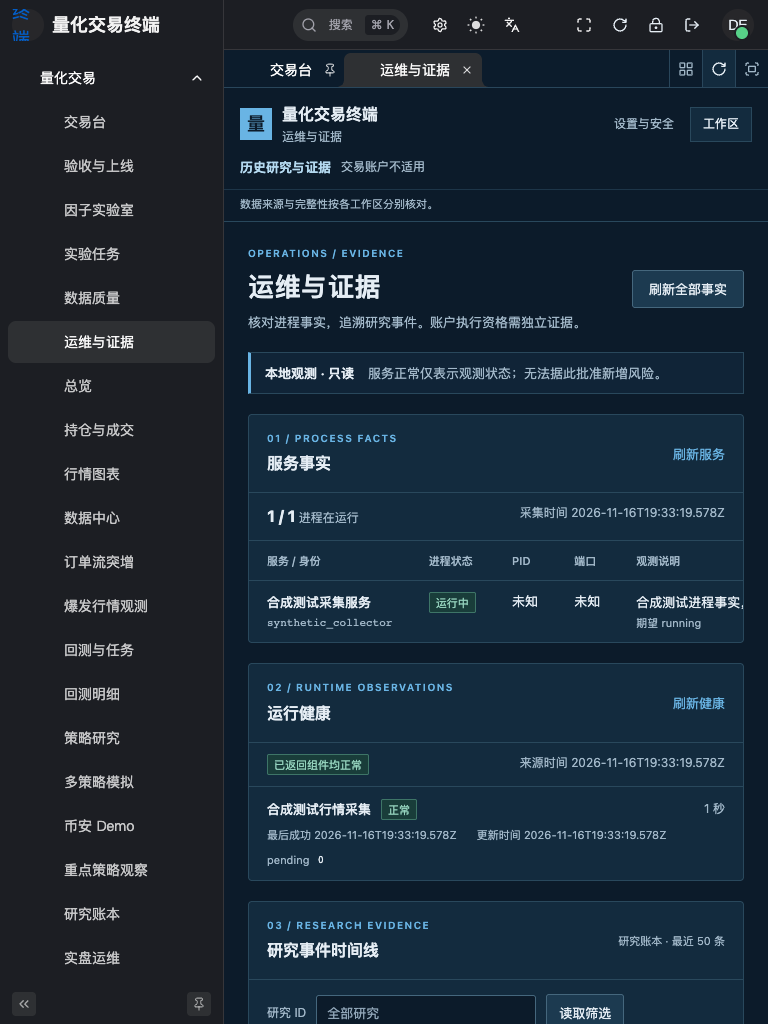 终端
量化交易终端
搜索
⌘ K
DE
量化交易
交易台
验收与上线
因子实验室
实验任务
数据质量
运维与证据
总览
持仓与成交
行情图表
数据中心
订单流突增
爆发行情观测
回测与任务
回测明细
策略研究
多策略模拟
币安 Demo
重点策略观察
研究账本
实盘运维
交易台
运维与证据
量
量化交易终端
运维与证据
设置与安全
工作区
历史研究与证据 交易账户不适用
数据来源与完整性按各工作区分别核对。
OPERATIONS / EVIDENCE
运维与证据
刷新全部事实
核对进程事实，追溯研究事件。账户执行资格需独立证据。
本地观测 · 只读 服务正常仅表示观测状态；无法据此批准新增风险。
01 / PROCESS FACTS
服务事实
刷新服务
1 / 1 进程在运行
采集时间 2026-11-16T19:33:19.578Z
服务 / 身份 进程状态 PID 端口 观测说明
合成测试采集服务 运行中 未知 未知 合成测试进程事实,
synthetic_collector 期望 running
02 / RUNTIME OBSERVATIONS
运行健康
刷新健康
已返回组件均正常
来源时间 2026-11-16T19:33:19.578Z
合成测试行情采集 正常 1 秒
最后成功 2026-11-16T19:33:19.578Z 更新时间 2026-11-16T19:33:19.578Z
pending 0
03 / RESEARCH EVIDENCE
研究事件时间线
研究账本 · 最近 50 条
研究 ID 全部研究 读取筛选